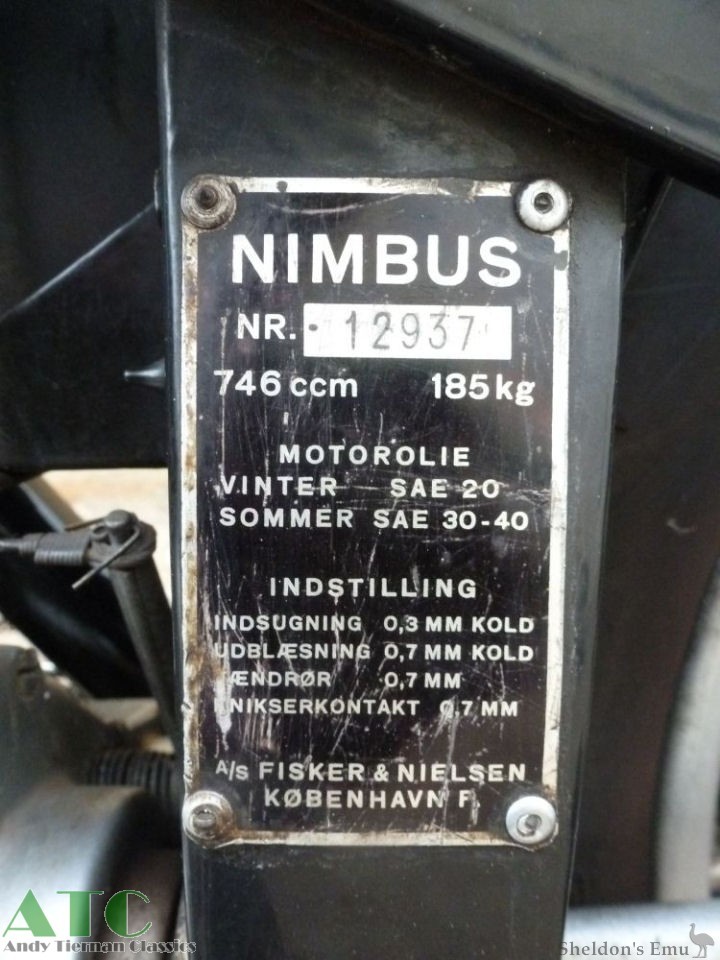 NIMBUS
NR. 12937
746 ccm 185 kg
MOTOROLIE
VINTER SAE 20
SOMMER SAE 30-40
INDSTILLING
INDSUGNING 0,3 MM KOLD
UDBLÆSNING 0,7 MM KOLD
ÆNDRØR 0,7 MM
KNIKSERKONTAKT 0,7 MM
A/S FISKER & NIELSEN
KØBENHAVN F.
ATC
Andy Tiernan Classics
Sheldon's Emu